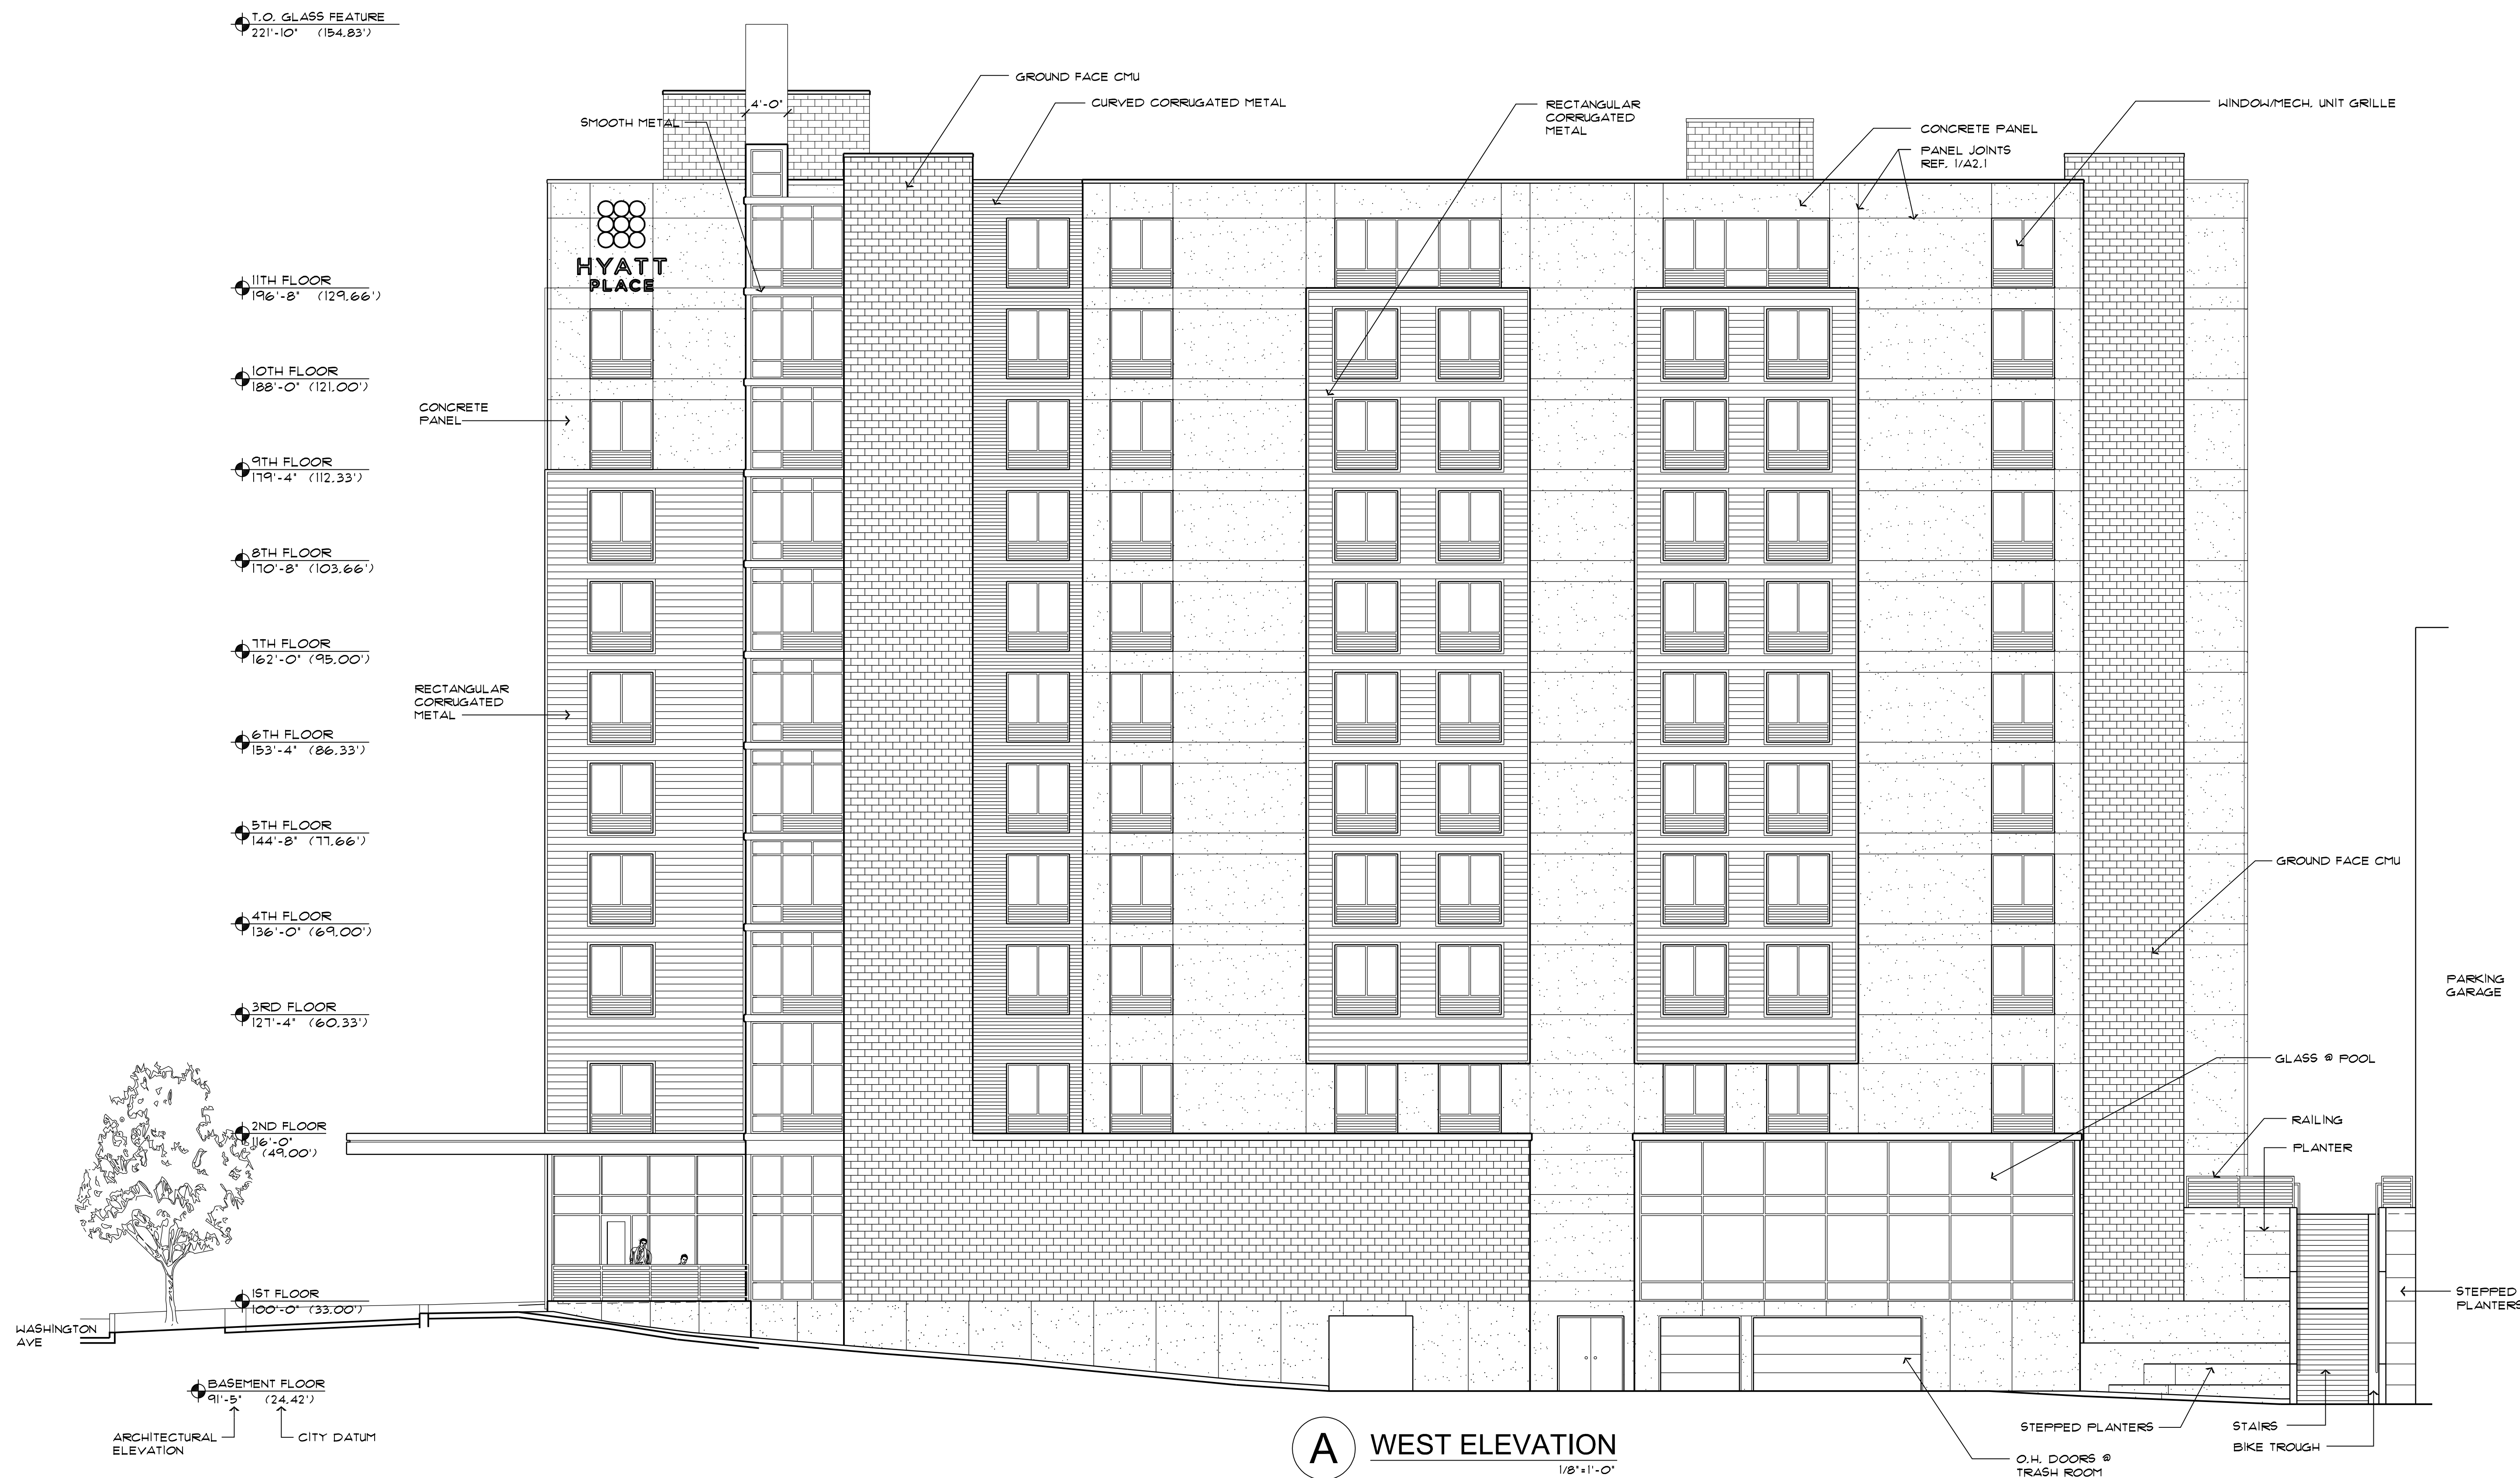 T.O. GLASS FEATURE
221'-10" (154.83')
GROUND FACE CMU
4'-0"
CURVED CORRUGATED METAL
RECTANGULAR
CORRUGATED
METAL
WINDOW/MECH. UNIT GRILLE
SMOOTH METAL
CONCRETE PANEL
PANEL JOINTS
REF. 1/A2.1
HYATT
PLACE
11TH FLOOR
196'-8" (129.66')
10TH FLOOR
188'-0" (121.00')
CONCRETE
PANEL
9TH FLOOR
179'-4" (112.33')
8TH FLOOR
170'-8" (103.66')
7TH FLOOR
162'-0" (95.00')
RECTANGULAR
CORRUGATED
METAL
6TH FLOOR
153'-4" (86.33')
5TH FLOOR
144'-8" (77.66')
GROUND FACE CMU
4TH FLOOR
136'-0" (69.00')
PARKING
GARAGE
3RD FLOOR
127'-4" (60.33')
GLASS @ POOL
RAILING
2ND FLOOR
116'-0"
(49.00')
PLANTER
1ST FLOOR
100'-0" (33.00')
STEPPED
PLANTERS
WASHINGTON
AVE
BASEMENT FLOOR
91'-5" (24.42')
ARCHITECTURAL
ELEVATION
CITY DATUM
A
WEST ELEVATION
1/8"=1'-0"
STEPPED PLANTERS
STAIRS
BIKE TROUGH
O.H. DOORS @
TRASH ROOM